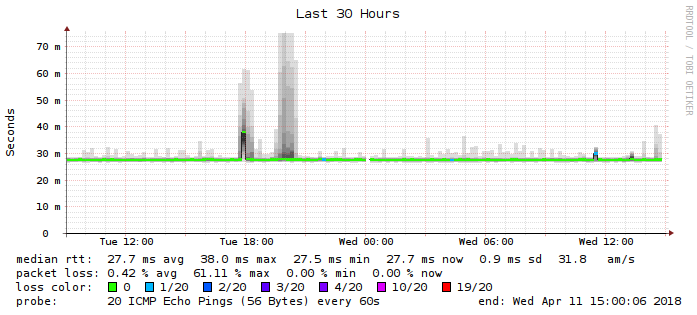 Last 30 Hours
RRDTOOL / TOBI OETIKER
Seconds
70 m
60 m
50 m
40 m
30 m
20 m
10 m
0
Tue 12:00 Tue 18:00 Wed 00:00 Wed 06:00 Wed 12:00
median rtt: 27.7 ms avg 38.0 ms max 27.5 ms min 27.7 ms now 0.9 ms sd 31.8 am/s
packet loss: 0.42 % avg 61.11 % max 0.00 % min 0.00 % now
loss color: 0 1/20 2/20 3/20 4/20 10/20 19/20
probe: 20 ICMP Echo Pings (56 Bytes) every 60s end: Wed Apr 11 15:00:06 2018